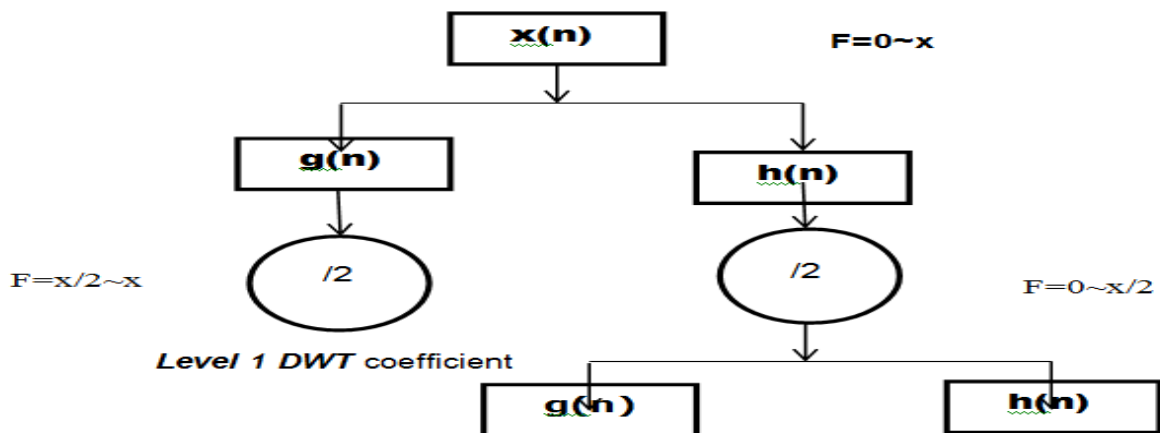 x(n)
F=0~x
g(n)
h(n)
/2
/2
F=x/2~x
F=0~x/2
Level 1 DWT coefficient
g(n)
h(n)